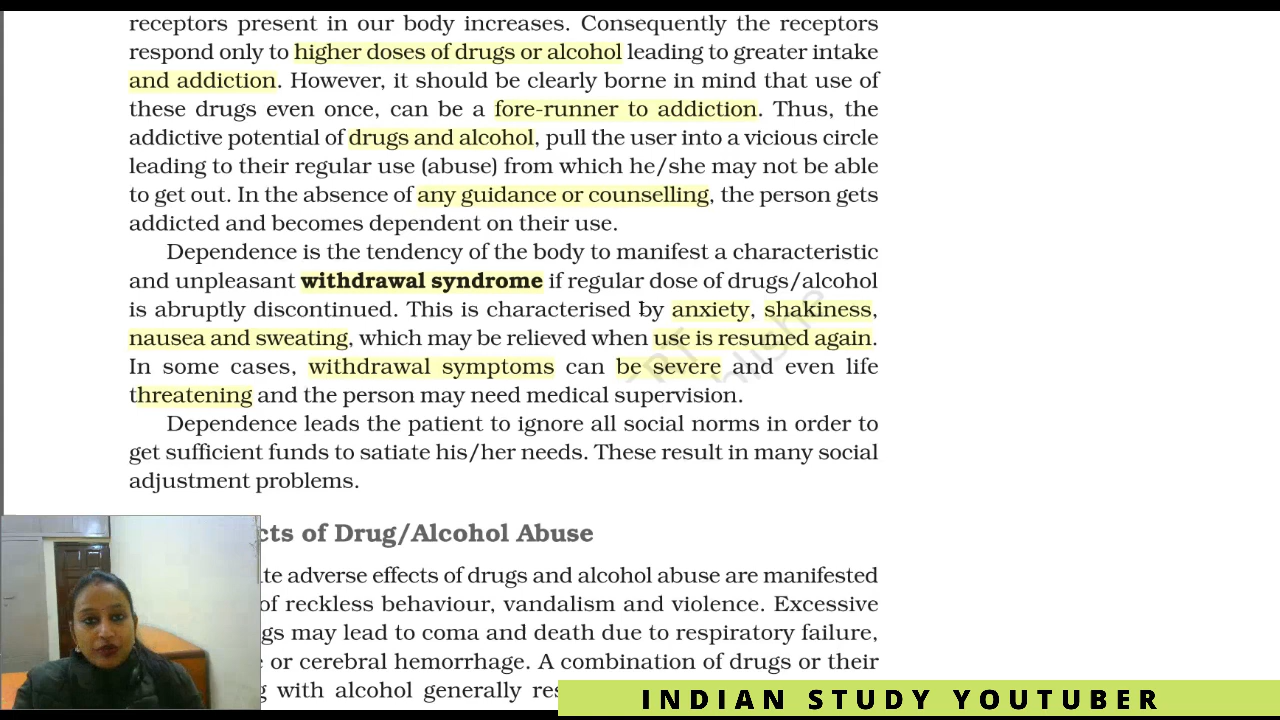 receptors present in our body increases. Consequently the receptors
respond only to higher doses of drugs or alcohol leading to greater intake
and addiction. However, it should be clearly borne in mind that use of
these drugs even once, can be a fore-runner to addiction. Thus, the
addictive potential of drugs and alcohol, pull the user into a vicious circle
leading to their regular use (abuse) from which he/she may not be able
to get out. In the absence of any guidance or counselling, the person gets
addicted and becomes dependent on their use.
Dependence is the tendency of the body to manifest a characteristic
and unpleasant withdrawal syndrome if regular dose of drugs/alcohol
is abruptly discontinued. This is characterised by anxiety, shakiness,
nausea and sweating, which may be relieved when use is resumed again.
In some cases, withdrawal symptoms can be severe and even life
threatening and the person may need medical supervision.
Dependence leads the patient to ignore all social norms in order to
get sufficient funds to satiate his/her needs. These result in many social
adjustment problems.
cts of Drug/Alcohol Abuse
te adverse effects of drugs and alcohol abuse are manifested
of reckless behaviour, vandalism and violence. Excessive
gs may lead to coma and death due to respiratory failure,
or cerebral hemorrhage. A combination of drugs or their
with alcohol generally res
INDIAN STUDY YOUTUBER